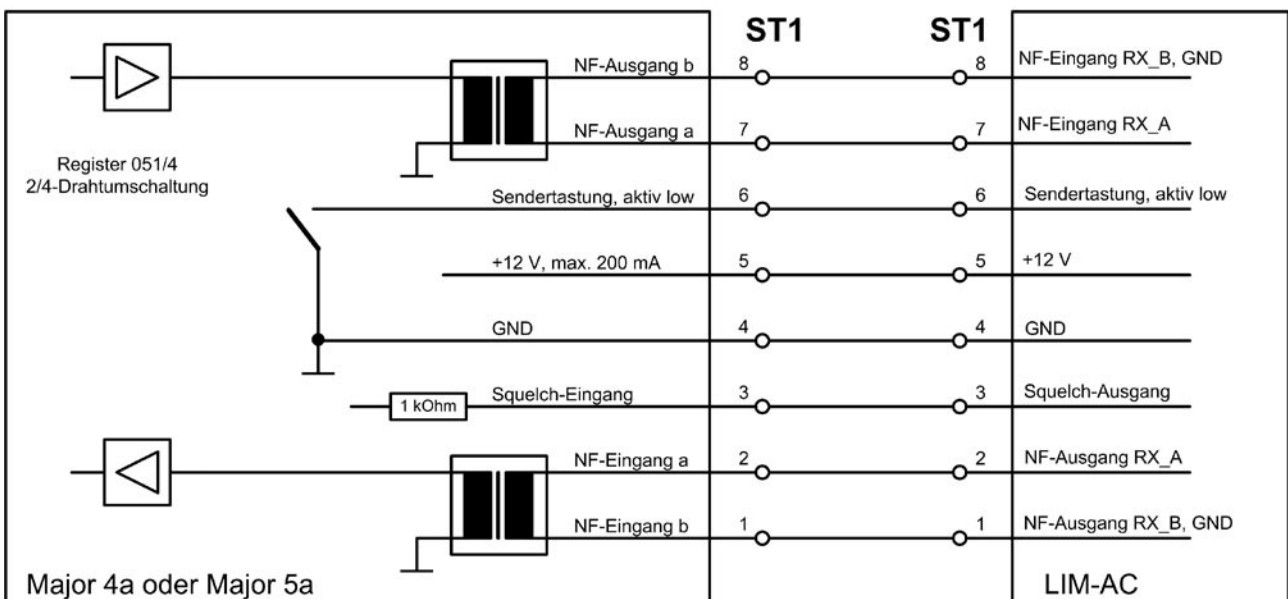 ST1 ST1
NF-Ausgang b 8 8 NF-Eingang RX_B, GND
NF-Ausgang a 7 7 NF-Eingang RX_A
Register 051/4
2/4-Drahtumschaltung
Sendertastung, aktiv low 6 6 Sendertastung, aktiv low
+12 V, max. 200 mA 5 5 +12 V
GND 4 4 GND
1 kOhm Squelch-Eingang 3 3 Squelch-Ausgang
NF-Eingang a 2 2 NF-Ausgang RX_A
NF-Eingang b 1 1 NF-Ausgang RX_B, GND
Major 4a oder Major 5a LIM-AC